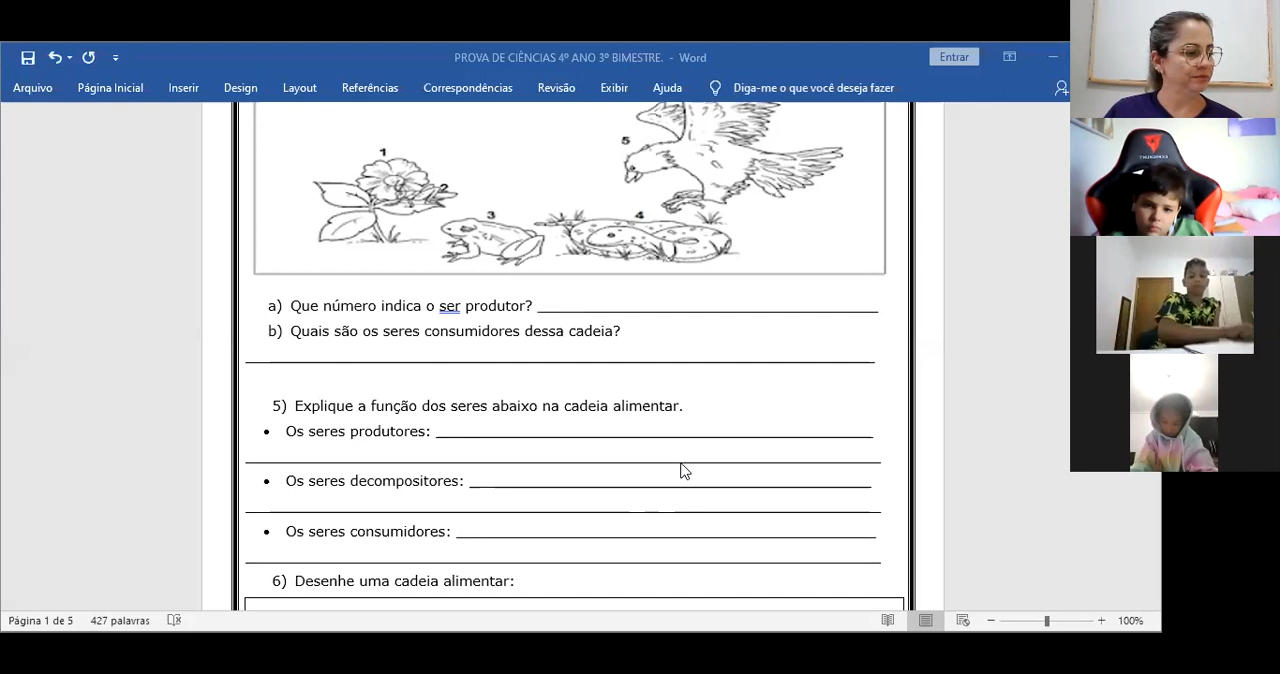 PROVA DE CIÊNCIAS 4º ANO 3º BIMESTRE. - Word
Entrar
Arquivo Página Inicial Inserir Design Layout Referências Correspondências Revisão Exibir Ajuda Diga-me o que você deseja fazer
THUNDERX3
1
2
3
4
5
a) Que número indica o ser produtor?
b) Quais são os seres consumidores dessa cadeia?
5) Explique a função dos seres abaixo na cadeia alimentar.
• Os seres produtores:
• Os seres decompositores:
• Os seres consumidores:
6) Desenhe uma cadeia alimentar:
Página 1 de 5 427 palavras 100%